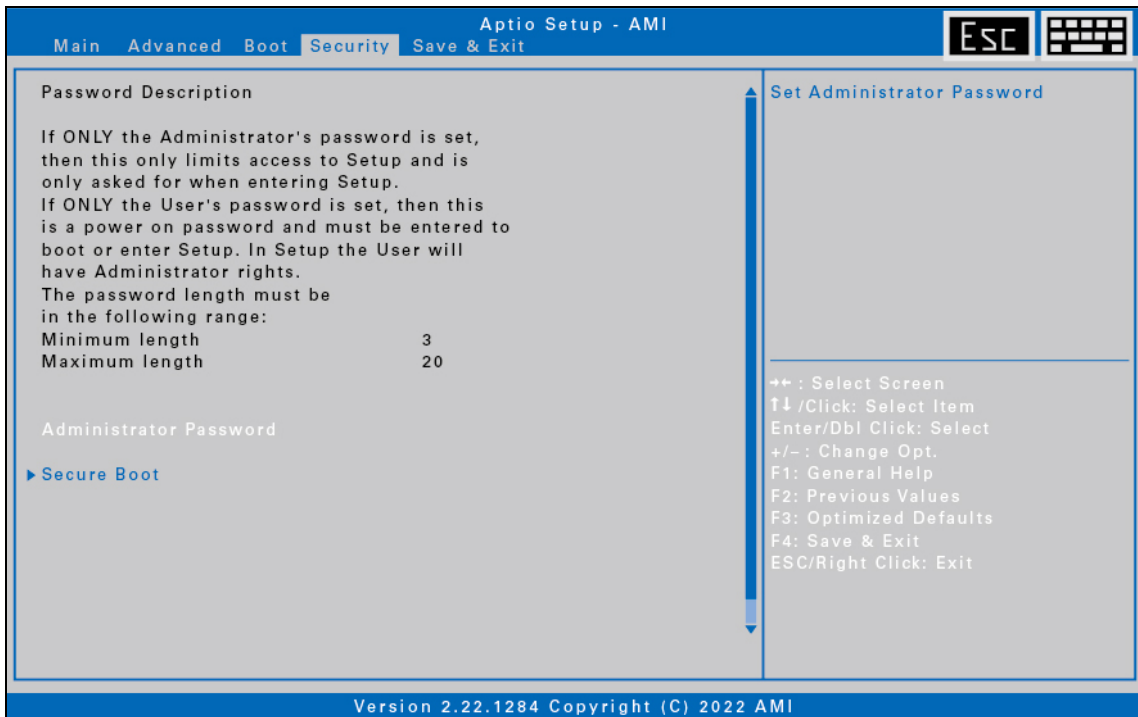 Aptio Setup - AMI
Main Advanced Boot Security Save & Exit
Esc
Password Description
If ONLY the Administrator's password is set,
then this only limits access to Setup and is
only asked for when entering Setup.
If ONLY the User's password is set, then this
is a power on password and must be entered to
boot or enter Setup. In Setup the User will
have Administrator rights.
The password length must be
in the following range:
Minimum length 3
Maximum length 20
Administrator Password
▶ Secure Boot
Set Administrator Password
→← : Select Screen
↑↓ /Click: Select Item
Enter/Dbl Click: Select
+/– : Change Opt.
F1: General Help
F2: Previous Values
F3: Optimized Defaults
F4: Save & Exit
ESC/Right Click: Exit
Version 2.22.1284 Copyright (C) 2022 AMI